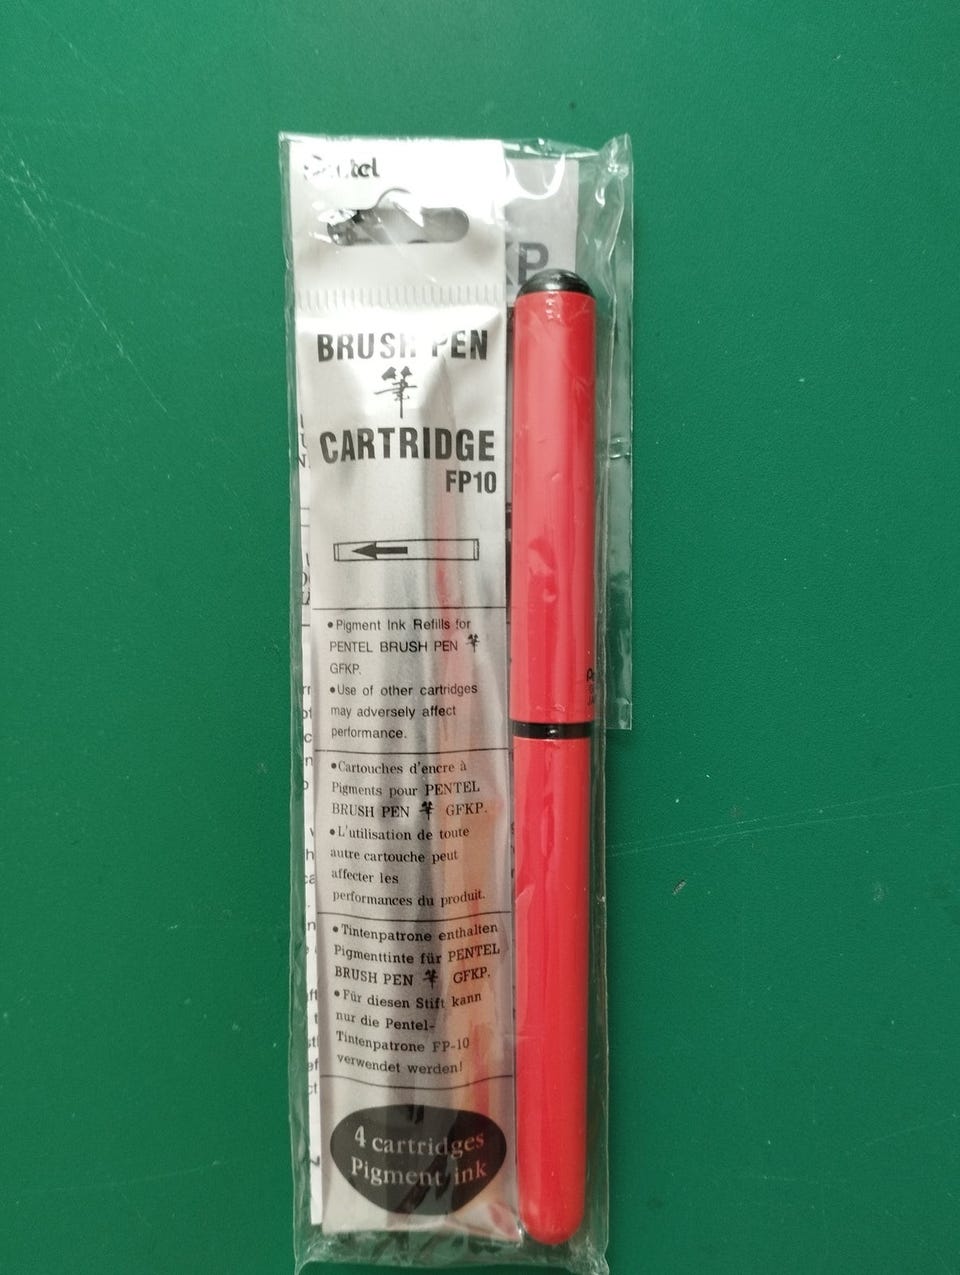 Pentel
KP
BRUSH PEN
筆
CARTRIDGE
FP10
•Pigment Ink Refills for
PENTEL BRUSH PEN 筆
GFKP.
•Use of other cartridges
may adversely affect
performance.
•Cartouches d'encre à
Pigments pour PENTEL
BRUSH PEN 筆 GFKP.
•L'utilisation de toute
autre cartouche peut
affecter les
performances du produit.
•Tintenpatrone enthalten
Pigmenttinte für PENTEL
BRUSH PEN 筆 GFKP.
•Für diesen Stift kann
nur die Pentel-
Tintenpatrone FP-10
verwendet werden!
4 cartridges
Pigment ink